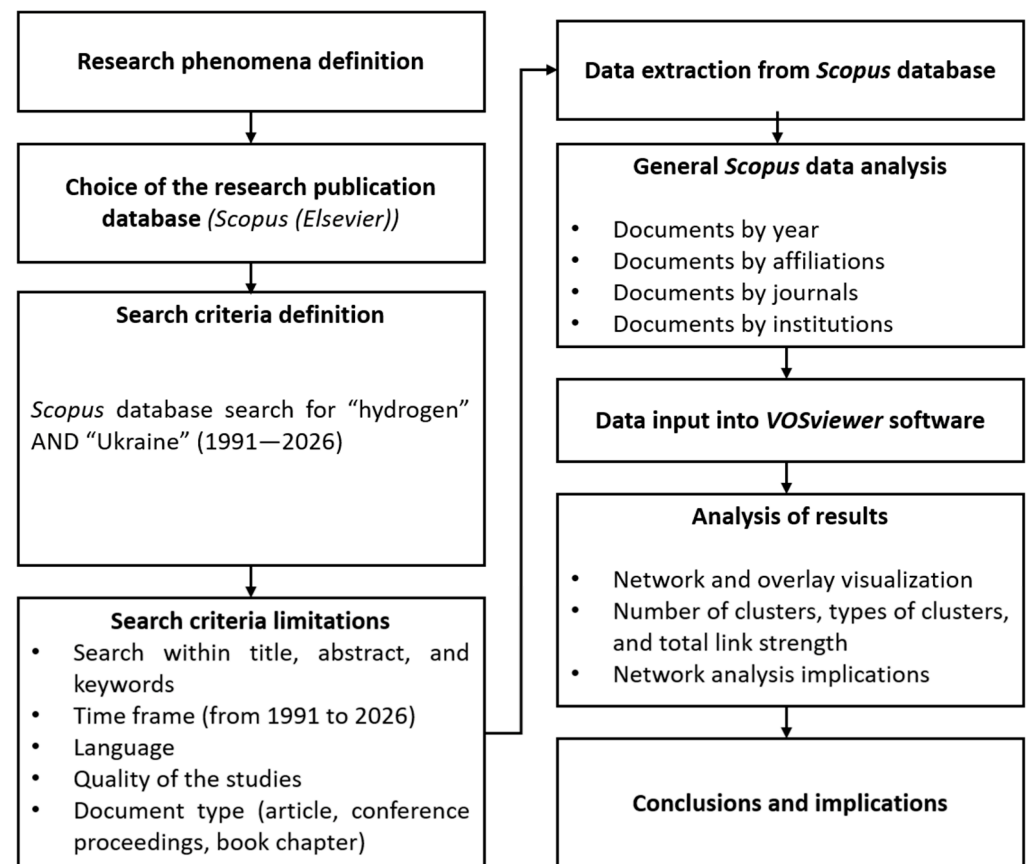 Research phenomena definition
Choice of the research publication
database (Scopus (Elsevier))
Search criteria definition
Scopus database search for “hydrogen”
AND “Ukraine” (1991—2026)
Search criteria limitations
• Search within title, abstract, and
keywords
• Time frame (from 1991 to 2026)
• Language
• Quality of the studies
• Document type (article, conference
proceedings, book chapter)
Data extraction from Scopus database
General Scopus data analysis
• Documents by year
• Documents by affiliations
• Documents by journals
• Documents by institutions
Data input into VOSviewer software
Analysis of results
• Network and overlay visualization
• Number of clusters, types of clusters,
and total link strength
• Network analysis implications
Conclusions and implications